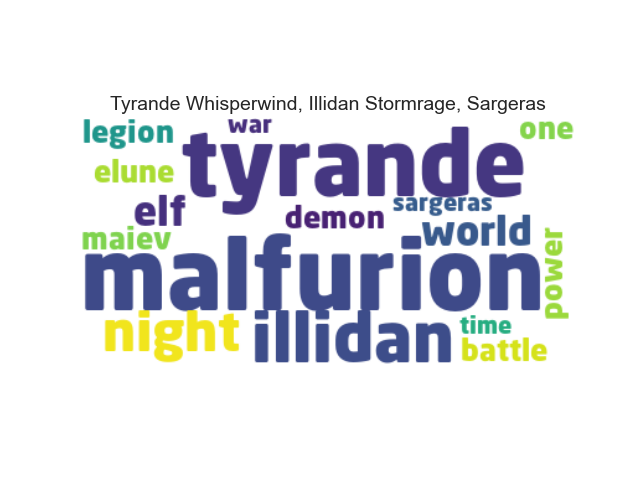 Tyrande Whisperwind, Illidan Stormrage, Sargeras
legion
war
one
tyrande
elune
elf
demon
sargeras
world
maiev
malfurion
power
night
illidan
time
battle